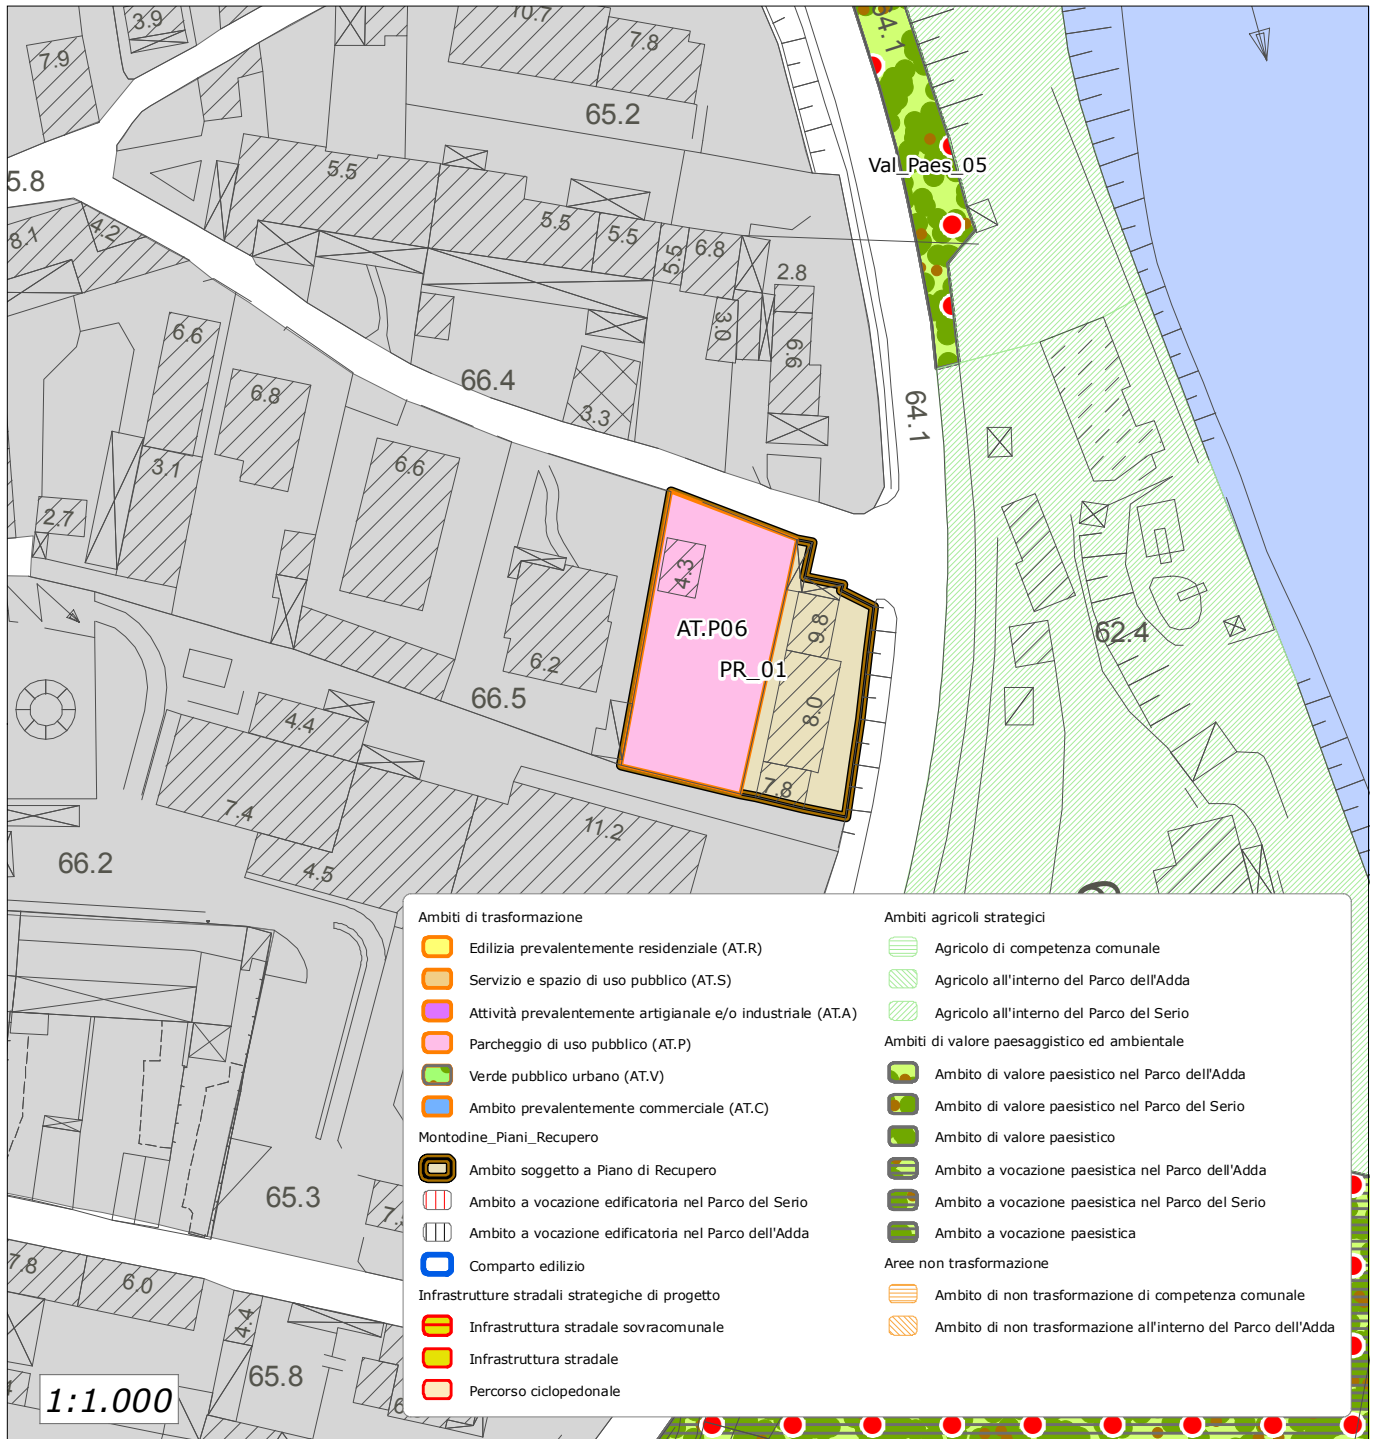 3.9
10.7
7.8
64.1
7.9
65.2
Val_Paes_05
5.5
5.8
8.1
4.2
5.5
5.5
5.5
6.8
2.8
6.6
3.0
6.6
6.8
66.4
3.3
64.1
6.6
3.1
2.7
4.3
AT.P06
9.8
62.4
6.2
PR_01
66.5
8.0
4.4
7.8
7.4
11.2
66.2
4.5
Ambiti di trasformazione
Edilizia prevalentemente residenziale (AT.R)
Servizio e spazio di uso pubblico (AT.S)
Attività prevalentemente artigianale e/o industriale (AT.A)
Parcheggio di uso pubblico (AT.P)
Verde pubblico urbano (AT.V)
Ambito prevalentemente commerciale (AT.C)
Montodine_Piani_Recupero
Ambito soggetto a Piano di Recupero
Ambito a vocazione edificatoria nel Parco del Serio
Ambito a vocazione edificatoria nel Parco dell'Adda
Comparto edilizio
Infrastrutture stradali strategiche di progetto
Infrastruttura stradale sovracomunale
Infrastruttura stradale
Percorso ciclopedonale
Ambiti agricoli strategici
Agricolo di competenza comunale
Agricolo all'interno del Parco dell'Adda
Agricolo all'interno del Parco del Serio
Ambiti di valore paesaggistico ed ambientale
Ambito di valore paesistico nel Parco dell'Adda
Ambito di valore paesistico nel Parco del Serio
Ambito di valore paesistico
Ambito a vocazione paesistica nel Parco dell'Adda
Ambito a vocazione paesistica nel Parco del Serio
Ambito a vocazione paesistica
Aree non trasformazione
Ambito di non trasformazione di competenza comunale
Ambito di non trasformazione all'interno del Parco dell'Adda
65.3
7.8
6.0
4.4
65.8
1:1.000